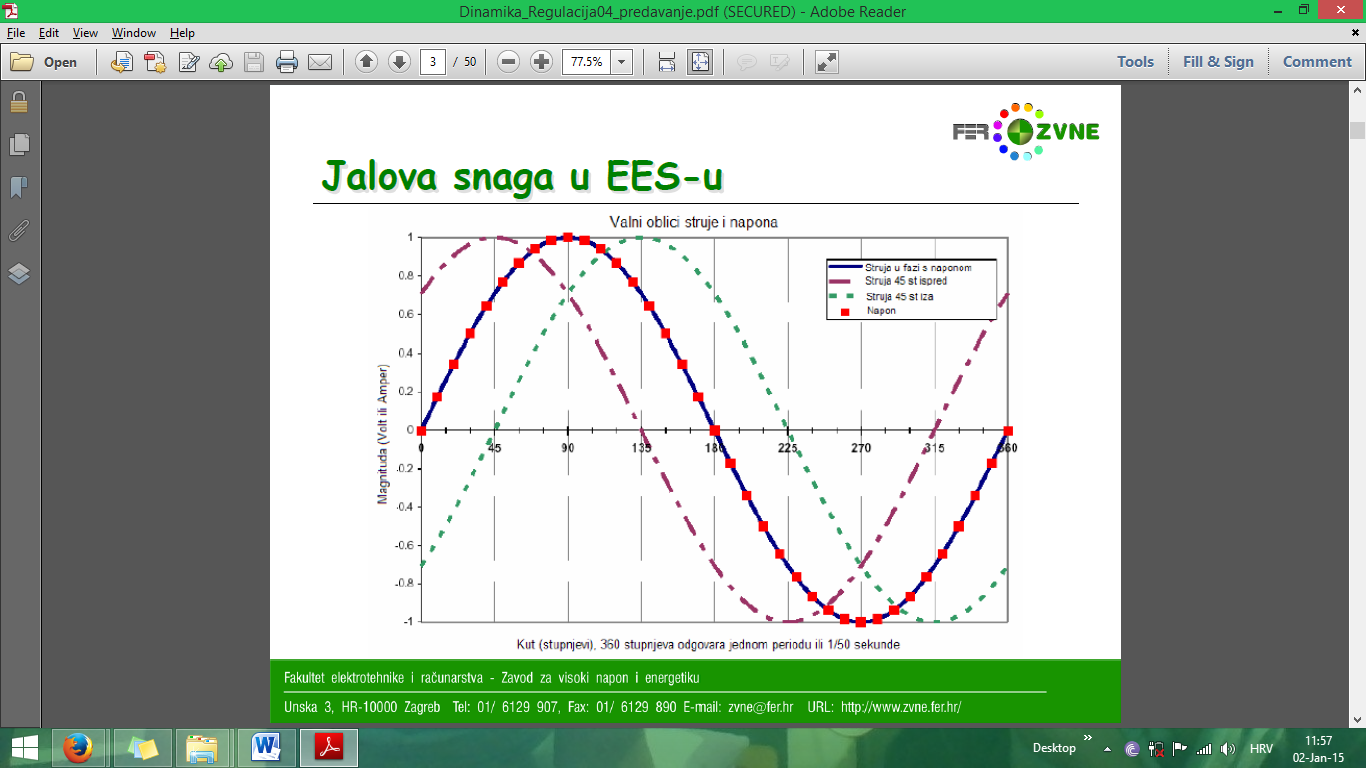 Dinamika_Regulacija04_predavanje.pdf (SECURED) - Adobe Reader
File Edit View Window Help
Open 3 / 50 77.5% Tools Fill & Sign Comment
FER ZVNE
Jalova snaga u EES-u
Valni oblici struje i napona
Struja u fazi s naponom
Struja 45 st ispred
Struja 45 st iza
Napon
Magnituda (Volt ili Amper)
1
0.8
0.6
0.4
0.2
0
-0.2
-0.4
-0.6
-0.8
-1
0 45 90 135 180 225 270 315 360
Kut (stupnjevi), 360 stupnjeva odgovara jednom periodu ili 1/50 sekunde
Fakultet elektrotehnike i računarstva - Zavod za visoki napon i energetiku
Unska 3, HR-10000 Zagreb Tel: 01/ 6129 907, Fax: 01/ 6129 890 E-mail: zvne@fer.hr URL: http://www.zvne.fer.hr/
Desktop » HRV 11:57
02-Jan-15